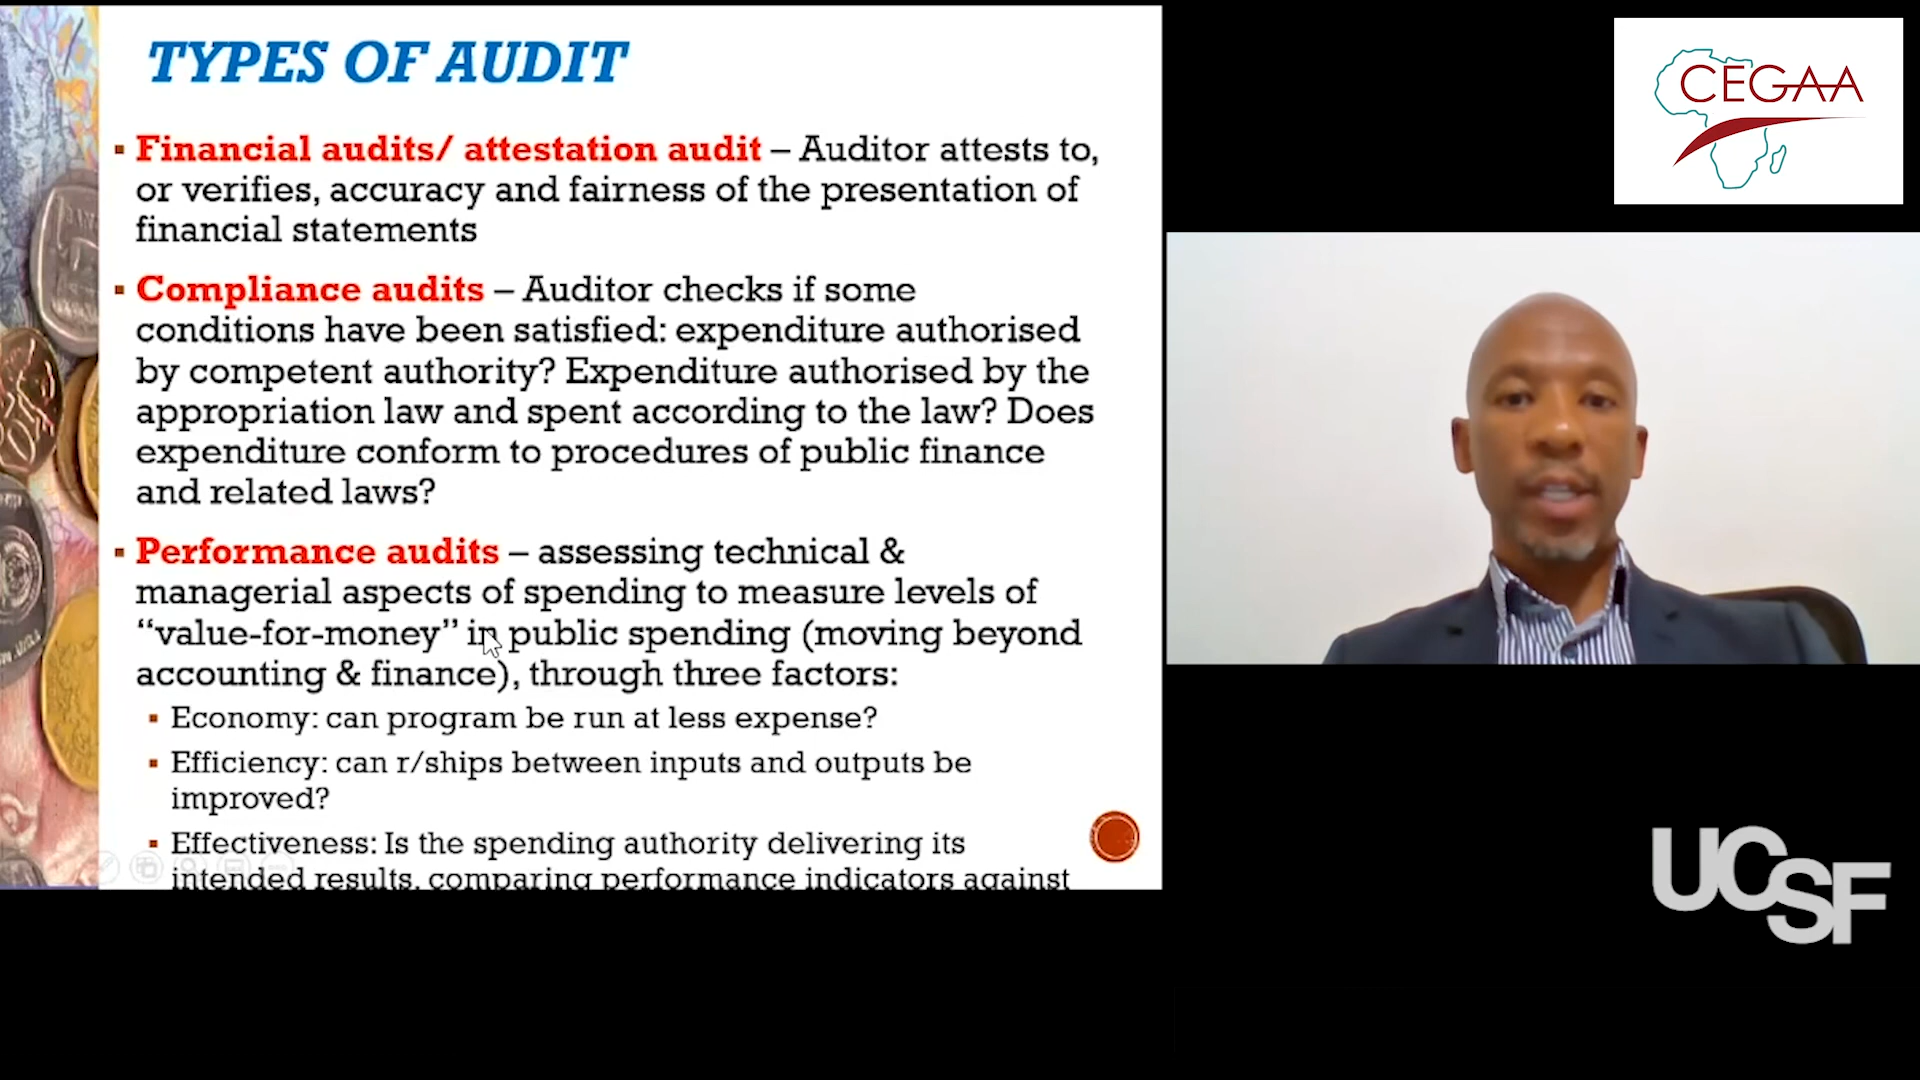 TYPES OF AUDIT
▪ Financial audits/ attestation audit – Auditor attests to,
or verifies, accuracy and fairness of the presentation of
financial statements
▪ Compliance audits – Auditor checks if some
conditions have been satisfied: expenditure authorised
by competent authority? Expenditure authorised by the
appropriation law and spent according to the law? Does
expenditure conform to procedures of public finance
and related laws?
▪ Performance audits – assessing technical &
managerial aspects of spending to measure levels of
“value-for-money” in public spending (moving beyond
accounting & finance), through three factors:
▪ Economy: can program be run at less expense?
▪ Efficiency: can r/ships between inputs and outputs be
improved?
▪ Effectiveness: Is the spending authority delivering its
intended results, comparing performance indicators against
CEGAA
UCSF